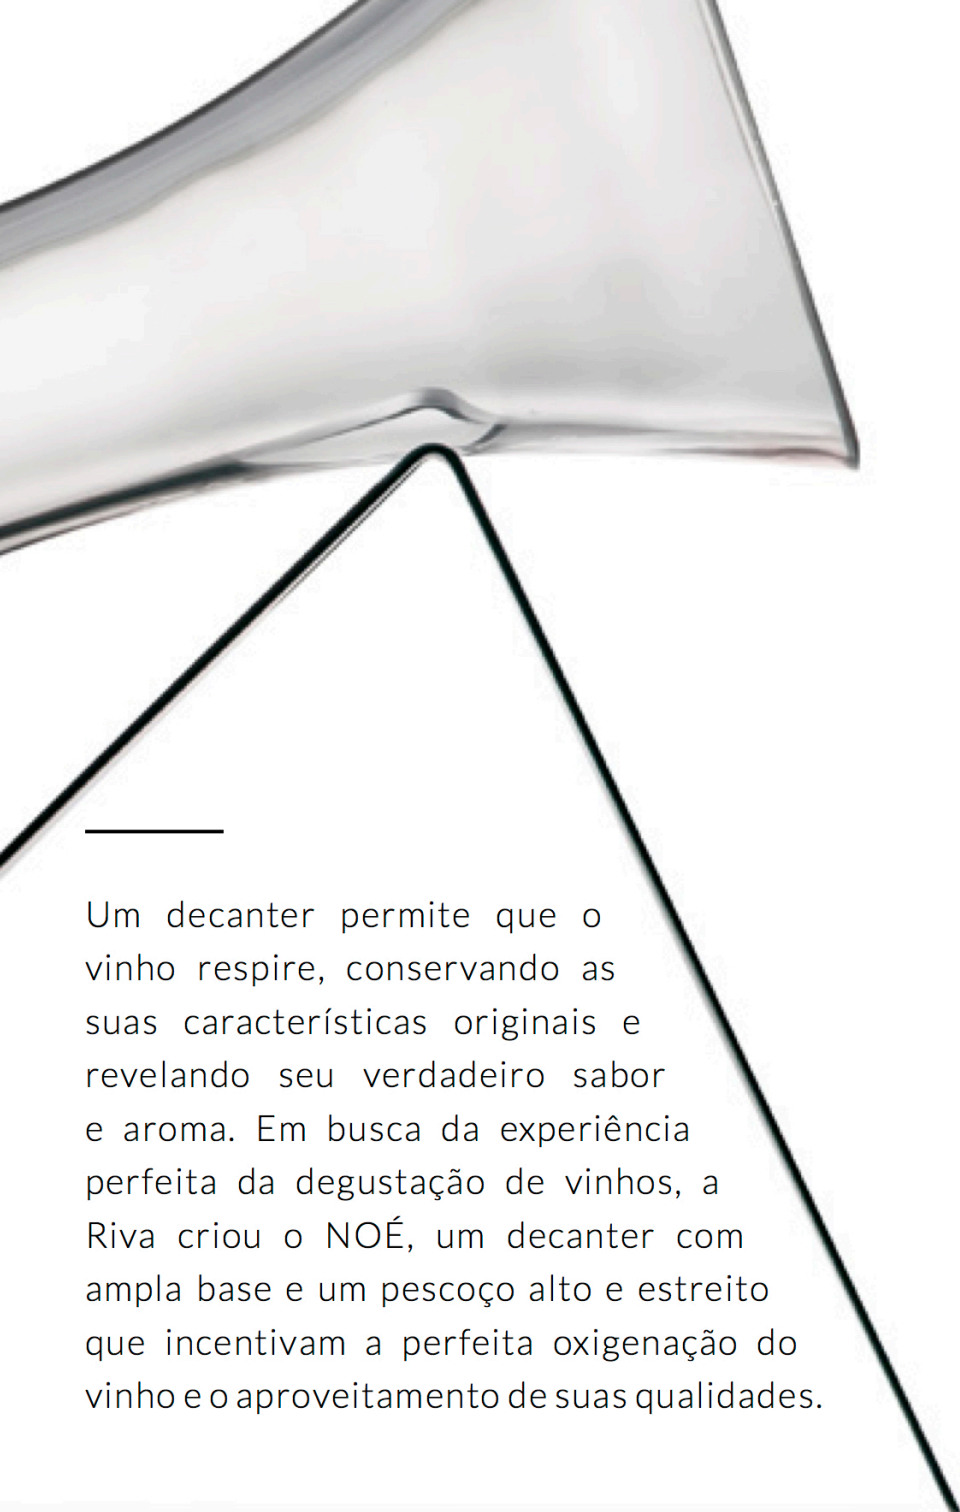 Um decanter permite que o
vinho respire, conservando as
suas características originais e
revelando seu verdadeiro sabor
e aroma. Em busca da experiência
perfeita da degustação de vinhos, a
Riva criou o NOÉ, um decanter com
ampla base e um pescoço alto e estreito
que incentivam a perfeita oxigenação do
vinho e o aproveitamento de suas qualidades.